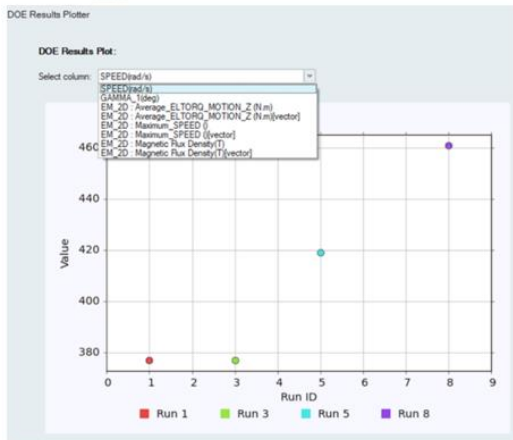 DOE Results Plotter
DOE Results Plot:
Select column: SPEED(rad/s)
SPEED(rad/s)
GAMMA_1(deg)
EM_2D : Average_ELTORQ_MOTION_Z (N.m)
EM_2D : Average_ELTORQ_MOTION_Z (N.m)[vector]
EM_2D : Maximum_SPEED ()
EM_2D : Maximum_SPEED ()[vector]
EM_2D : Magnetic Flux Density(T)
EM_2D : Magnetic Flux Density(T)[vector]
460
440
420
400
380
Value
0 1 2 3 4 5 6 7 8 9
Run ID
Run 1 Run 3 Run 5 Run 8